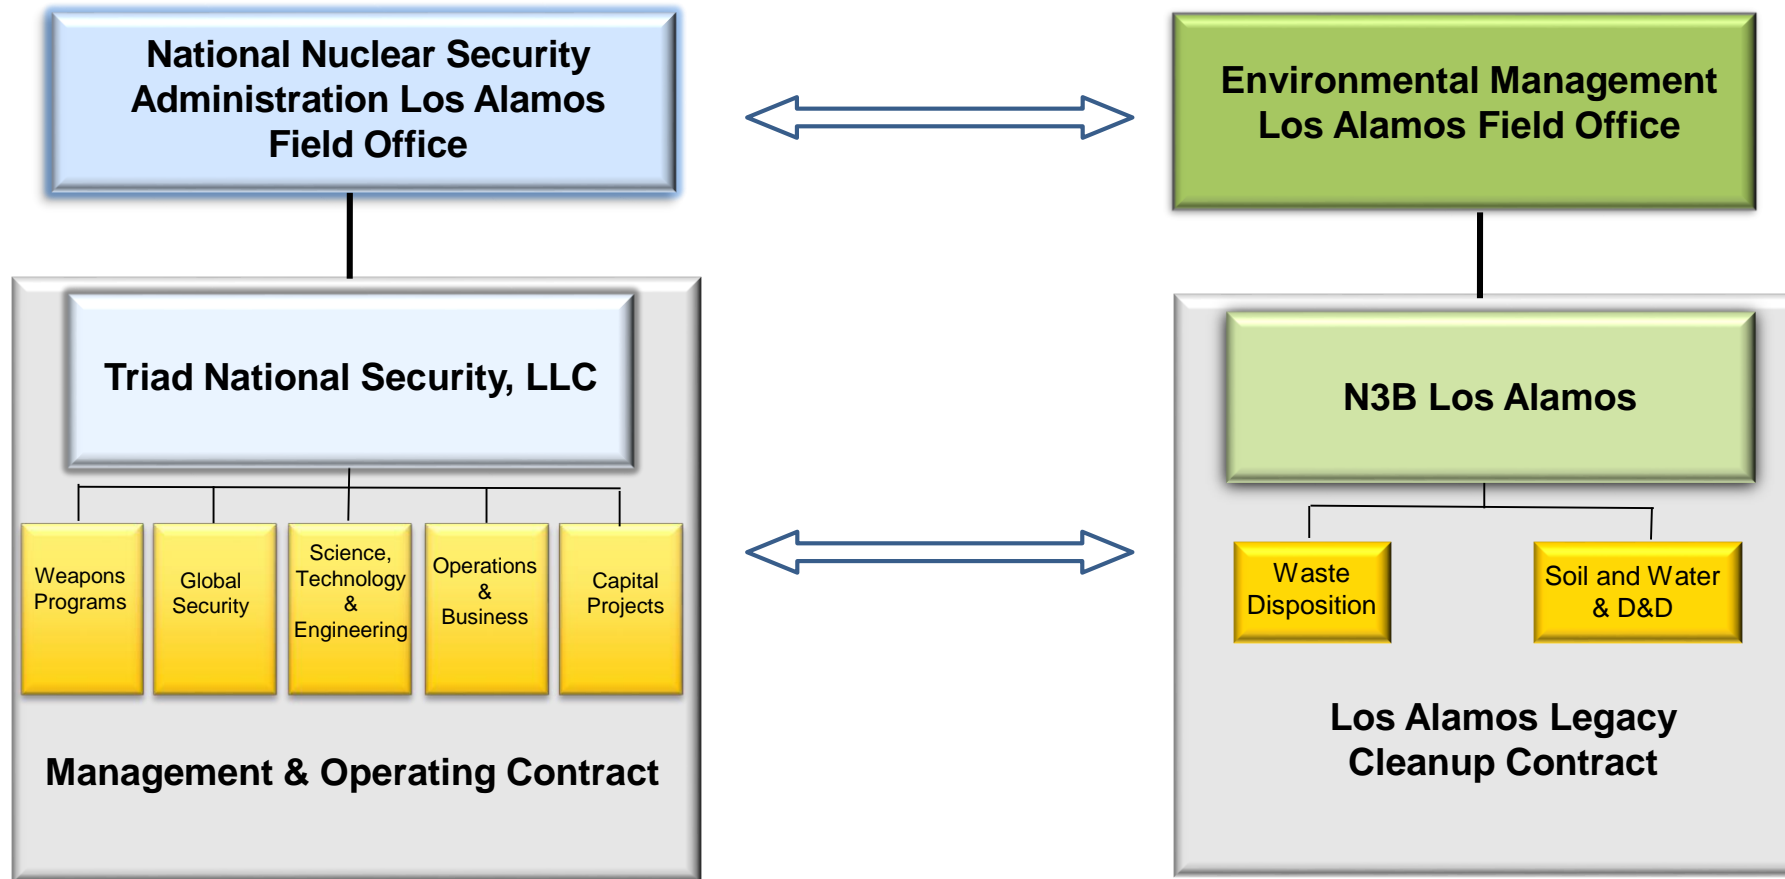 National Nuclear Security
Administration Los Alamos
Field Office
Environmental Management
Los Alamos Field Office
Triad National Security, LLC
N3B Los Alamos
Weapons
Programs
Global
Security
Science,
Technology
&
Engineering
Operations
&
Business
Capital
Projects
Waste
Disposition
Soil and Water
& D&D
Management & Operating Contract
Los Alamos Legacy
Cleanup Contract